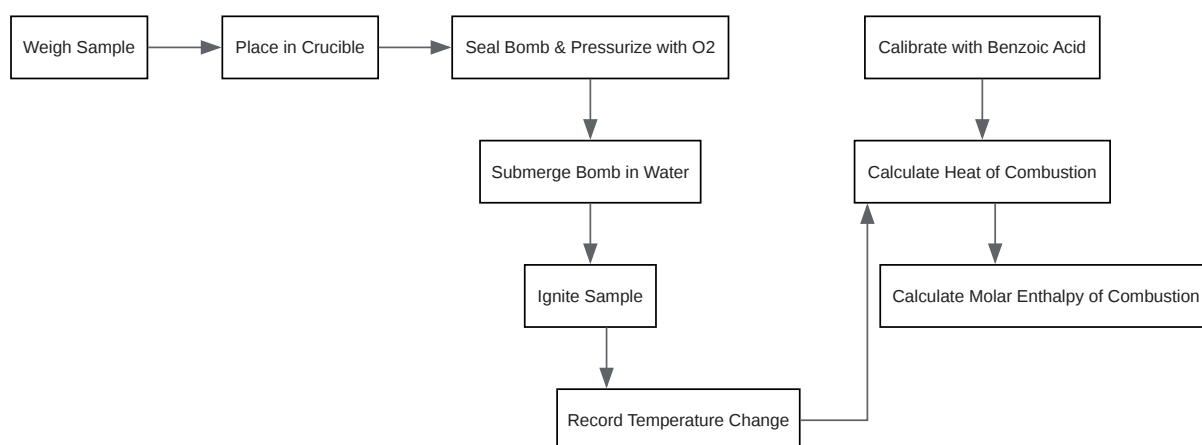 Weigh Sample
Place in Crucible
Seal Bomb & Pressurize with O2
Calibrate with Benzoic Acid
Submerge Bomb in Water
Calculate Heat of Combustion
Ignite Sample
Calculate Molar Enthalpy of Combustion
Record Temperature Change